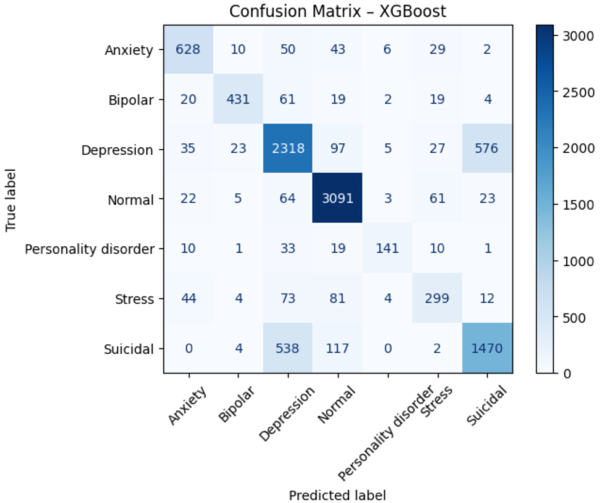 Confusion Matrix – XGBoost
True label
Anxiety 628 10 50 43 6 29 2
Bipolar 20 431 61 19 2 19 4
Depression 35 23 2318 97 5 27 576
Normal 22 5 64 3091 3 61 23
Personality disorder 10 1 33 19 141 10 1
Stress 44 4 73 81 4 299 12
Suicidal 0 4 538 117 0 2 1470
Anxiety Bipolar Depression Normal Personality disorder Stress Suicidal
Predicted label
3000
2500
2000
1500
1000
500
0